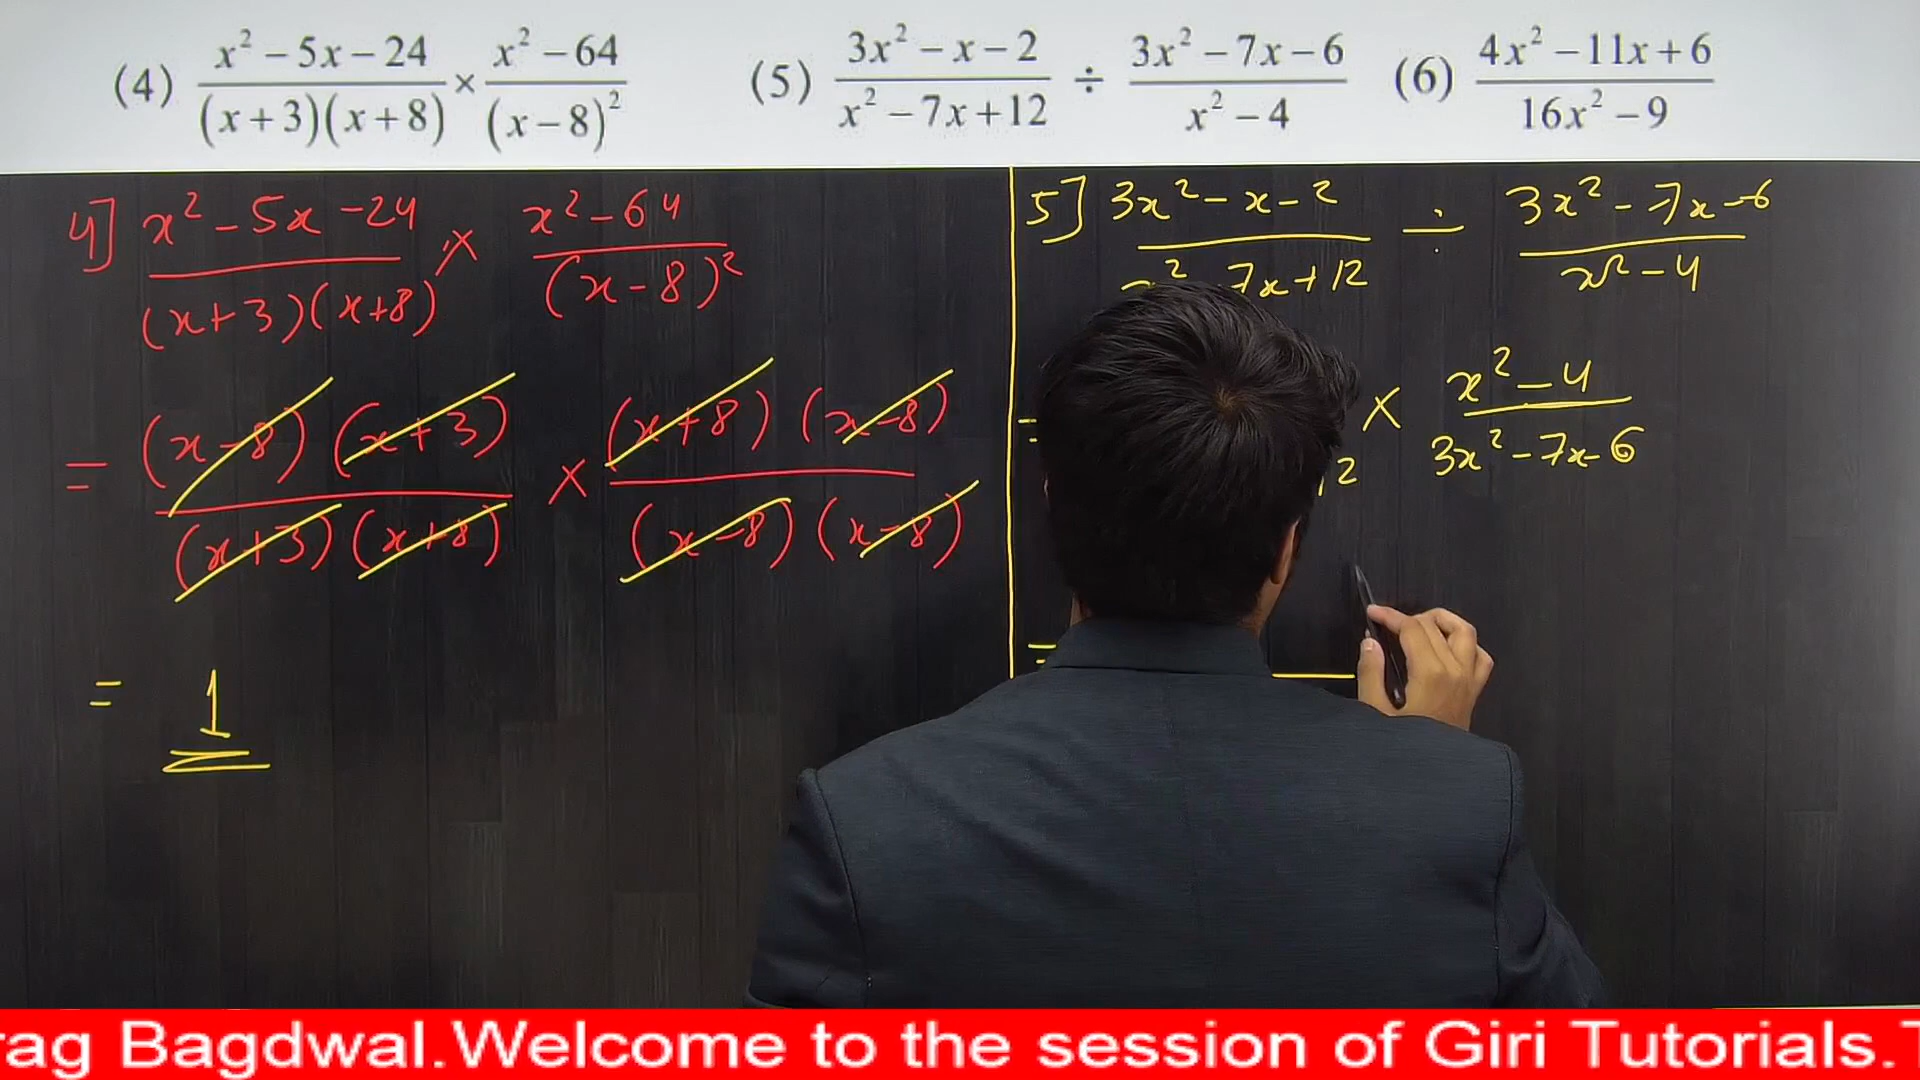 (4) (x² − 5x − 24)/((x+3)(x+8)) × (x² − 64)/(x−8)² (5) (3x² − x − 2)/(x² − 7x + 12) ÷ (3x² − 7x − 6)/(x² − 4) (6) (4x² − 11x + 6)/(16x² − 9)
4] (x² − 5x − 24)/((x+3)(x+8)) × (x² − 64)/(x−8)²
= ((x−8)(x+3))/((x+3)(x+8)) × ((x+8)(x−8))/((x−8)(x−8))
= 1
5] (3x² − x − 2)/(x² 7x + 12) ÷ (3x² − 7x − 6)/(x² − 4)
= 2 × (x² − 4)/(3x² − 7x − 6)
=
rag Bagdwal.Welcome to the session of Giri Tutorials.T